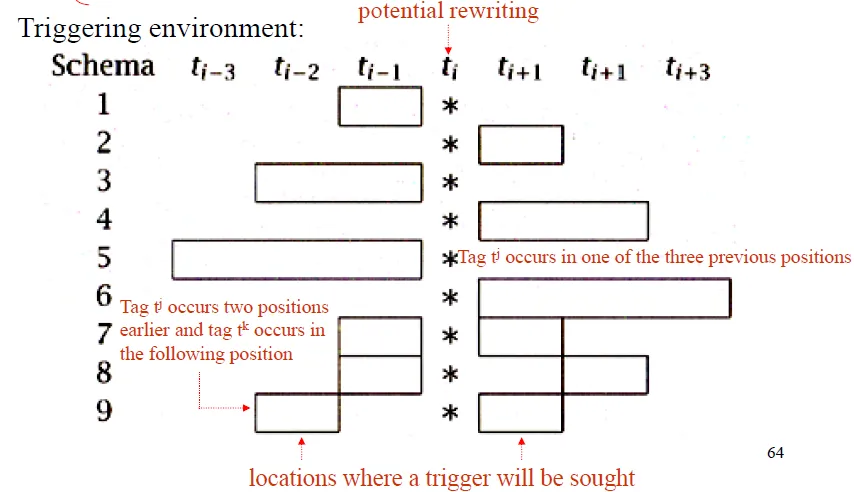 potential rewriting
Triggering environment:
Schema t_{i-3} t_{i-2} t_{i-1} t_i t_{i+1} t_{i+1} t_{i+3}
1 *
2 *
3 *
4 *
5 * Tag t^j occurs in one of the three previous positions
6 *
Tag t^j occurs two positions
7 earlier and tag t^k occurs in *
the following position
8 *
9 *
64
locations where a trigger will be sought